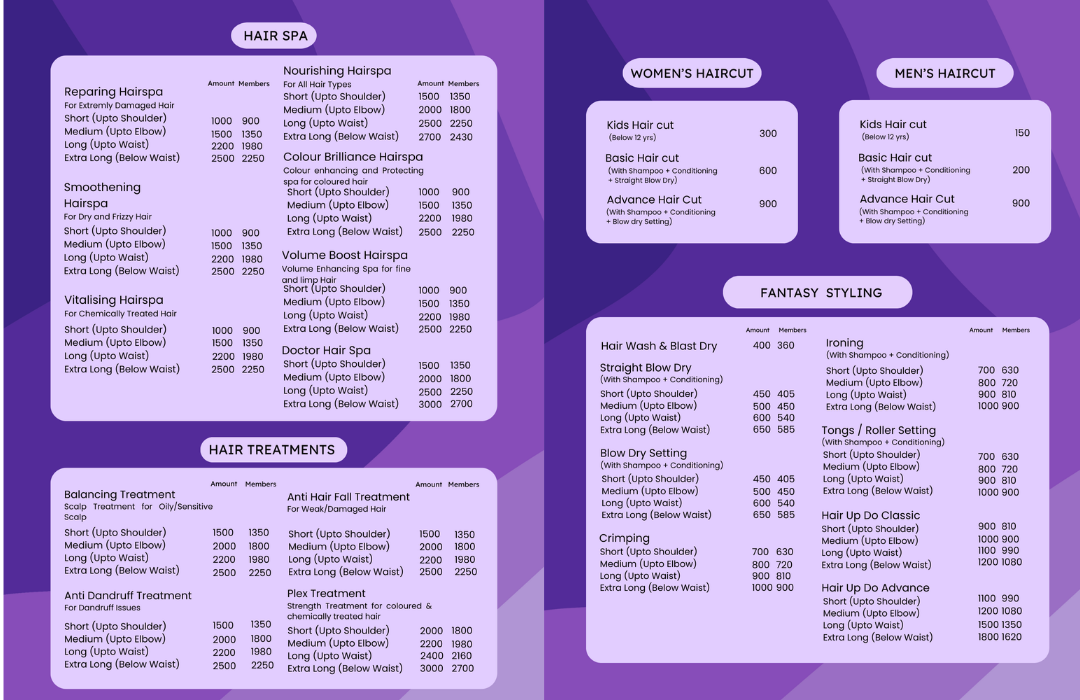 HAIR SPA
Amount Members
Reparing Hairspa
For Extremly Damaged Hair
Short (Upto Shoulder) 1000 900
Medium (Upto Elbow) 1500 1350
Long (Upto Waist) 2200 1980
Extra Long (Below Waist) 2500 2250
Smoothening
Hairspa
For Dry and Frizzy Hair
Short (Upto Shoulder) 1000 900
Medium (Upto Elbow) 1500 1350
Long (Upto Waist) 2200 1980
Extra Long (Below Waist) 2500 2250
Vitalising Hairspa
For Chemically Treated Hair
Short (Upto Shoulder) 1000 900
Medium (Upto Elbow) 1500 1350
Long (Upto Waist) 2200 1980
Extra Long (Below Waist) 2500 2250
Nourishing Hairspa
For All Hair Types Amount Members
Short (Upto Shoulder) 1500 1350
Medium (Upto Elbow) 2000 1800
Long (Upto Waist) 2500 2250
Extra Long (Below Waist) 2700 2430
Colour Brilliance Hairspa
Colour enhancing and Protecting
spa for coloured hair
Short (Upto Shoulder) 1000 900
Medium (Upto Elbow) 1500 1350
Long (Upto Waist) 2200 1980
Extra Long (Below Waist) 2500 2250
Volume Boost Hairspa
Volume Enhancing Spa for fine
and limp Hair
Short (Upto Shoulder) 1000 900
Medium (Upto Elbow) 1500 1350
Long (Upto Waist) 2200 1980
Extra Long (Below Waist) 2500 2250
Doctor Hair Spa
Short (Upto Shoulder) 1500 1350
Medium (Upto Elbow) 2000 1800
Long (Upto Waist) 2500 2250
Extra Long (Below Waist) 3000 2700
HAIR TREATMENTS
Amount Members
Balancing Treatment
Scalp Treatment for Oily/Sensitive
Scalp
Short (Upto Shoulder) 1500 1350
Medium (Upto Elbow) 2000 1800
Long (Upto Waist) 2200 1980
Extra Long (Below Waist) 2500 2250
Anti Dandruff Treatment
For Dandruff Issues
Short (Upto Shoulder) 1500 1350
Medium (Upto Elbow) 2000 1800
Long (Upto Waist) 2200 1980
Extra Long (Below Waist) 2500 2250
Amount Members
Anti Hair Fall Treatment
For Weak/Damaged Hair
Short (Upto Shoulder) 1500 1350
Medium (Upto Elbow) 2000 1800
Long (Upto Waist) 2200 1980
Extra Long (Below Waist) 2500 2250
Plex Treatment
Strength Treatment for coloured &
chemically treated hair
Short (Upto Shoulder) 2000 1800
Medium (Upto Elbow) 2200 1980
Long (Upto Waist) 2400 2160
Extra Long (Below Waist) 3000 2700
WOMEN'S HAIRCUT
Kids Hair cut
(Below 12 yrs) 300
Basic Hair cut
(With Shampoo + Conditioning 600
+ Straight Blow Dry)
Advance Hair Cut 900
(With Shampoo + Conditioning
+ Blow dry Setting)
MEN'S HAIRCUT
Kids Hair cut
(Below 12 yrs) 150
Basic Hair cut
(With Shampoo + Conditioning 200
+ Straight Blow Dry)
Advance Hair Cut 900
(With Shampoo + Conditioning
+ Blow dry Setting)
FANTASY STYLING
Amount Members
Hair Wash & Blast Dry 400 360
Straight Blow Dry
(With Shampoo + Conditioning)
Short (Upto Shoulder) 450 405
Medium (Upto Elbow) 500 450
Long (Upto Waist) 600 540
Extra Long (Below Waist) 650 585
Blow Dry Setting
(With Shampoo + Conditioning)
Short (Upto Shoulder) 450 405
Medium (Upto Elbow) 500 450
Long (Upto Waist) 600 540
Extra Long (Below Waist) 650 585
Crimping
Short (Upto Shoulder) 700 630
Medium (Upto Elbow) 800 720
Long (Upto Waist) 900 810
Extra Long (Below Waist) 1000 900
Amount Members
Ironing
(With Shampoo + Conditioning)
Short (Upto Shoulder) 700 630
Medium (Upto Elbow) 800 720
Long (Upto Waist) 900 810
Extra Long (Below Waist) 1000 900
Tongs / Roller Setting
(With Shampoo + Conditioning)
Short (Upto Shoulder) 700 630
Medium (Upto Elbow) 800 720
Long (Upto Waist) 900 810
Extra Long (Below Waist) 1000 900
Hair Up Do Classic
Short (Upto Shoulder) 900 810
Medium (Upto Elbow) 1000 900
Long (Upto Waist) 1100 990
Extra Long (Below Waist) 1200 1080
Hair Up Do Advance
Short (Upto Shoulder) 1100 990
Medium (Upto Elbow) 1200 1080
Long (Upto Waist) 1500 1350
Extra Long (Below Waist) 1800 1620